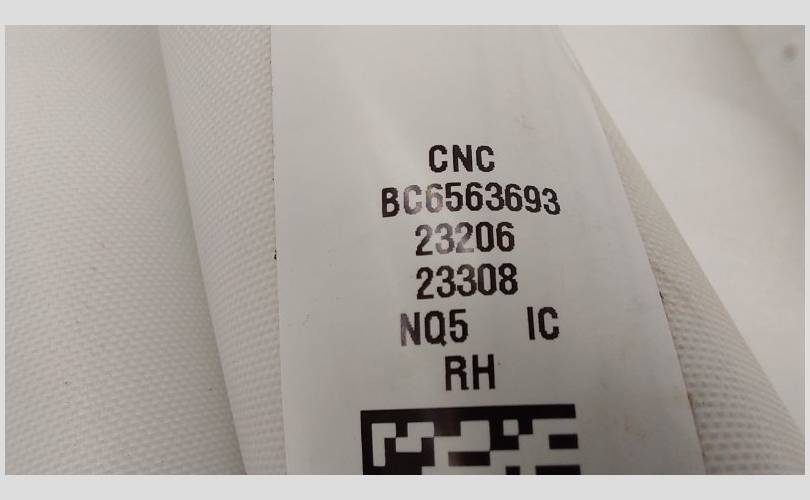 CNC
BC6563693
23206
23308
NQ5 IC
RH